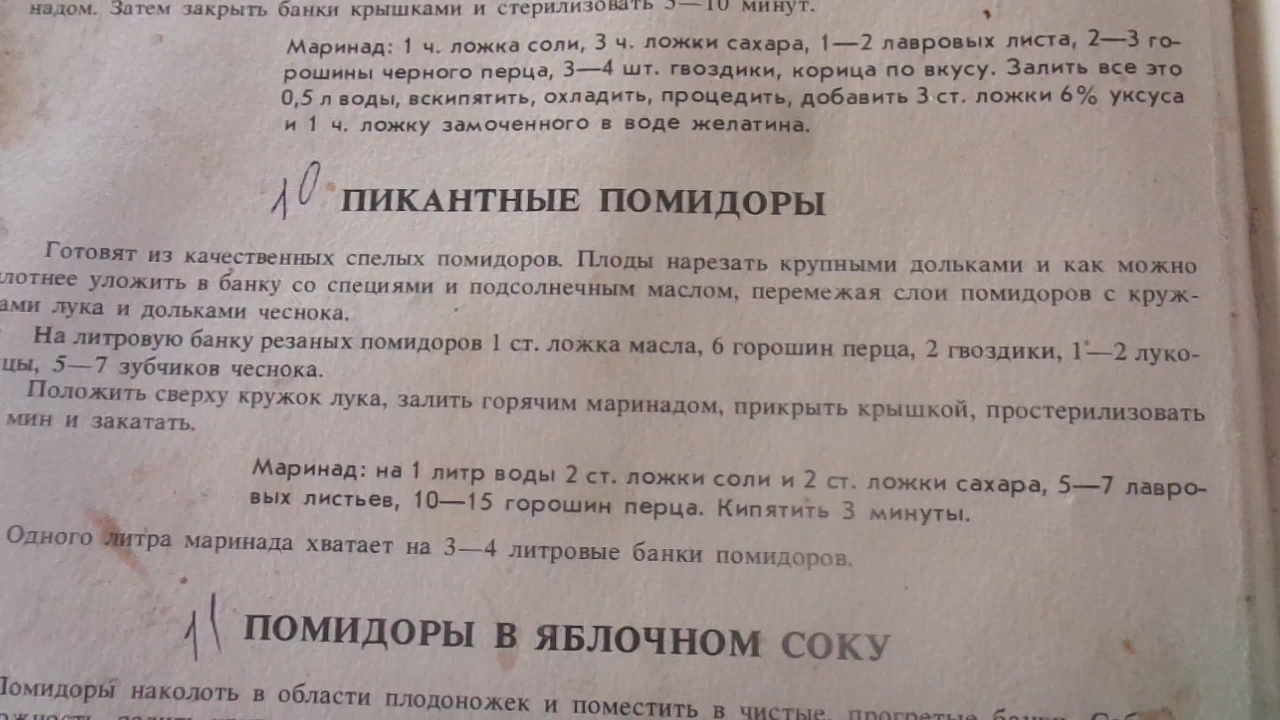 надом. Затем закрыть банки крышками и стерилизовать 5—10 минут.
Маринад: 1 ч. ложка соли, 3 ч. ложки сахара, 1—2 лавровых листа, 2—3 го-
рошины черного перца, 3—4 шт. гвоздики, корица по вкусу. Залить все это
0,5 л воды, вскипятить, охладить, процедить, добавить 3 ст. ложки 6% уксуса
и 1 ч. ложку замоченного в воде желатина.
10 ПИКАНТНЫЕ ПОМИДОРЫ
Готовят из качественных спелых помидоров. Плоды нарезать крупными дольками и как можно
лотнее уложить в банку со специями и подсолнечным маслом, перемежая слои помидоров с круж-
ами лука и дольками чеснока.
На литровую банку резаных помидоров 1 ст. ложка масла, 6 горошин перца, 2 гвоздики, 1—2 луко-
цы, 5—7 зубчиков чеснока.
Положить сверху кружок лука, залить горячим маринадом, прикрыть крышкой, простерилизовать
мин и закатать.
Маринад: на 1 литр воды 2 ст. ложки соли и 2 ст. ложки сахара, 5—7 лавро-
вых листьев, 10—15 горошин перца. Кипятить 3 минуты.
Одного литра маринада хватает на 3—4 литровые банки помидоров.
11 ПОМИДОРЫ В ЯБЛОЧНОМ СОКУ
Помидоры наколоть в области плодоножек и поместить в чистые, прогретые банки.